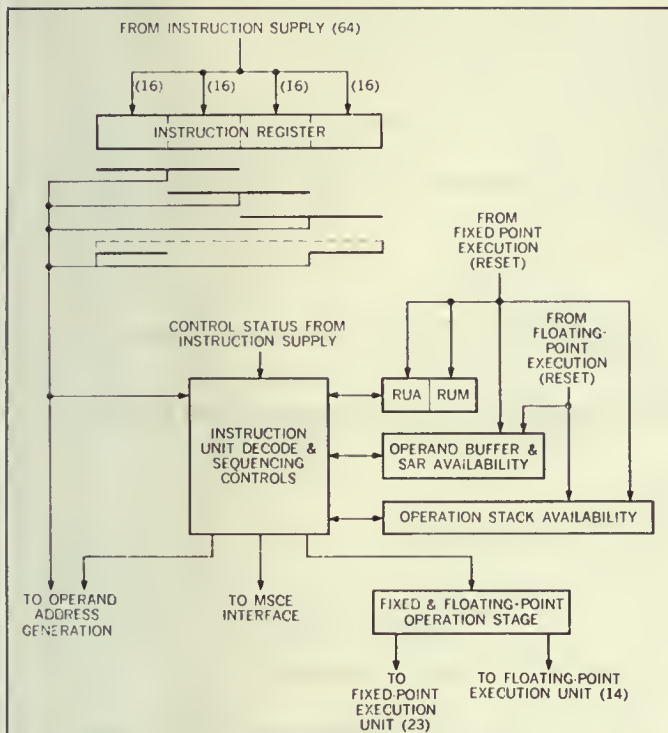 FROM INSTRUCTION SUPPLY (64)
(16) (16) (16) (16)
INSTRUCTION REGISTER
FROM
FIXED-POINT
EXECUTION
(RESET)
FROM
FLOATING-
POINT
EXECUTION
(RESET)
CONTROL STATUS FROM
INSTRUCTION SUPPLY
RUA RUM
INSTRUCTION
UNIT DECODE &
SEQUENCING
CONTROLS
OPERAND BUFFER &
SAR AVAILABILITY
OPERATION STACK AVAILABILITY
TO OPERAND
ADDRESS
GENERATION
TO MSCE
INTERFACE
FIXED & FLOATING-POINT
OPERATION STAGE
TO
FIXED-POINT
EXECUTION
UNIT (23)
TO FLOATING-POINT
EXECUTION UNIT (14)